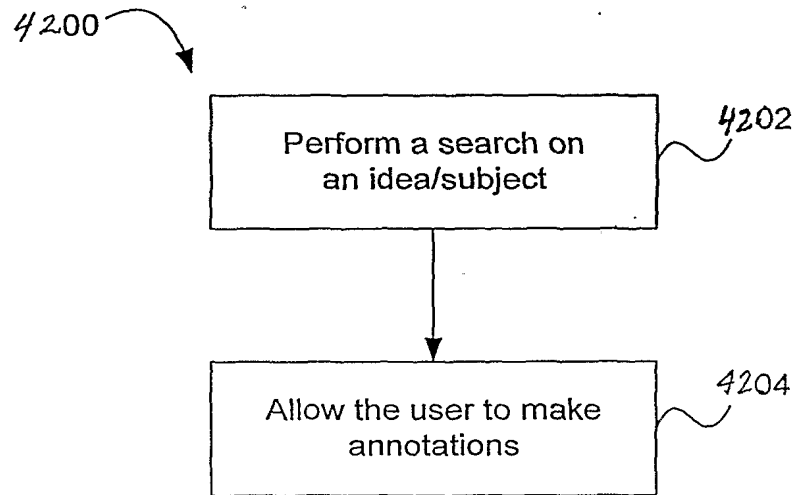 4200
4202
Perform a search on
an idea/subject
4204
Allow the user to make
annotations